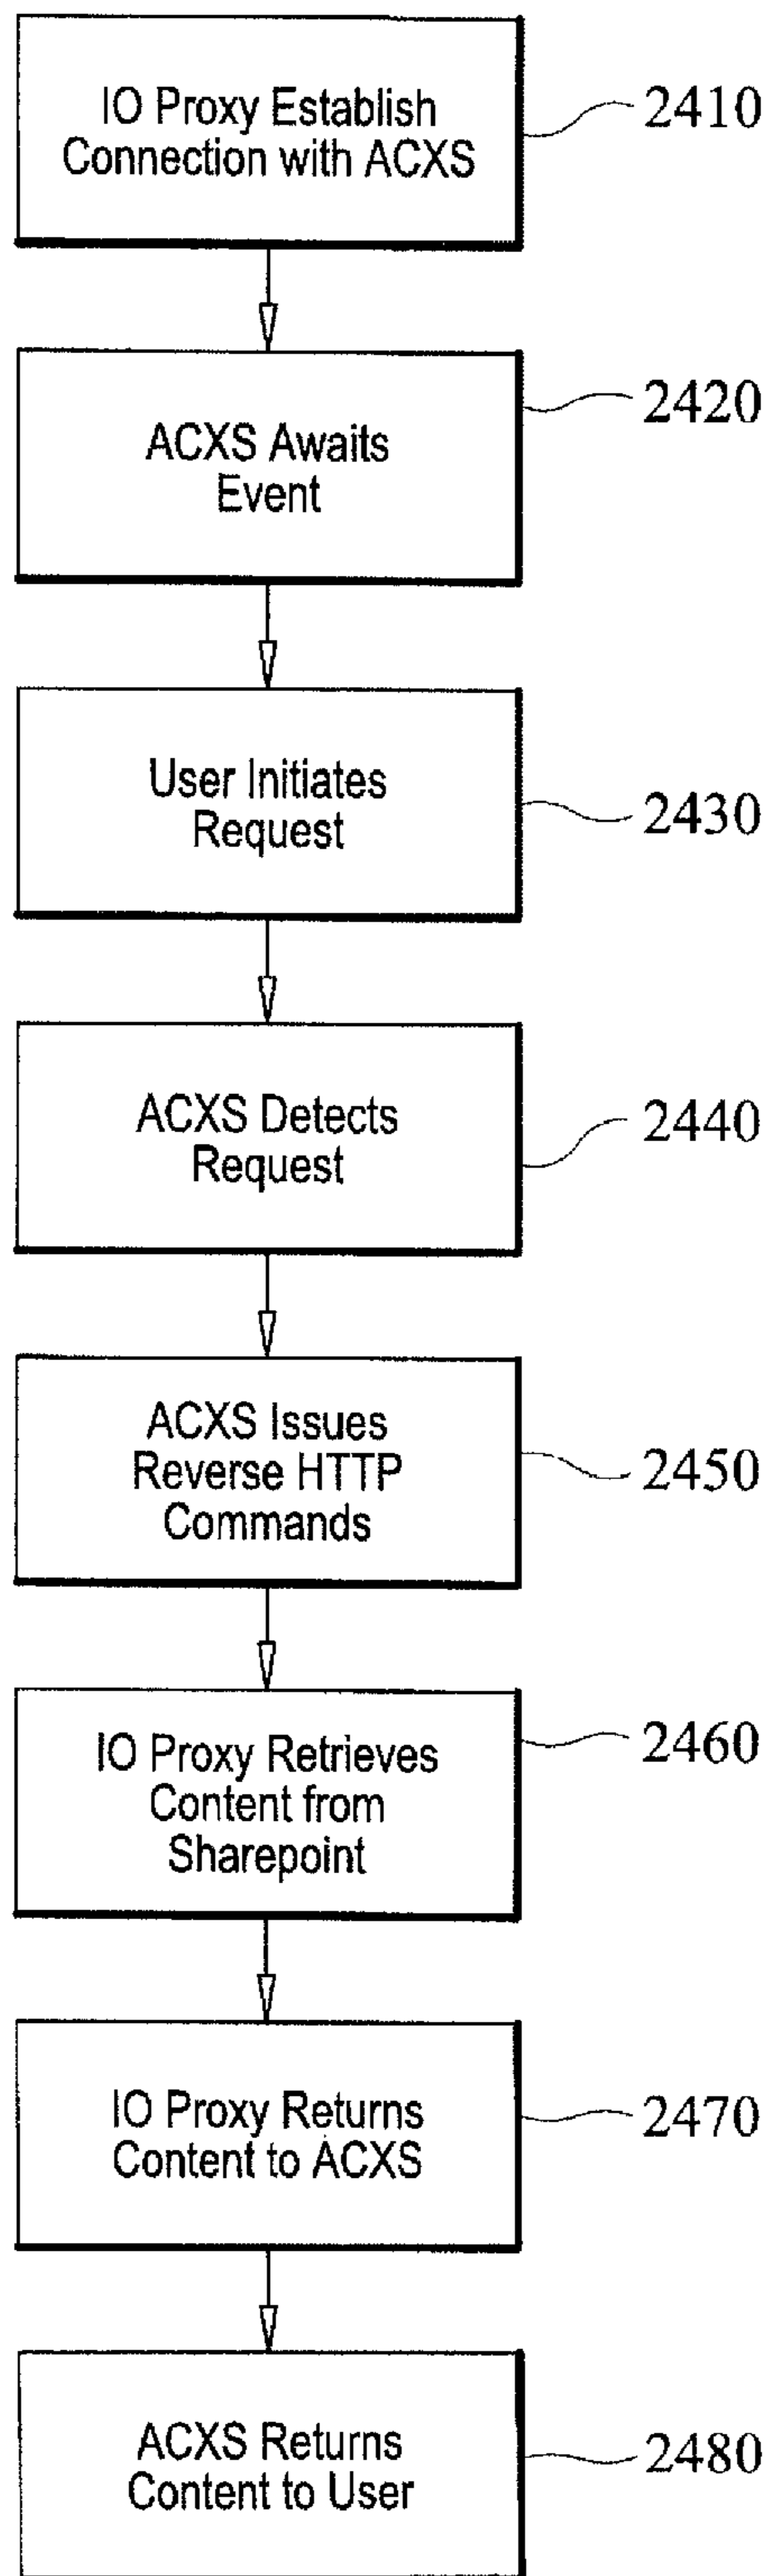 IO Proxy Establish
Connection with ACXS
2410
ACXS Awaits
Event
2420
User Initiates
Request
2430
ACXS Detects
Request
2440
ACXS Issues
Reverse HTTP
Commands
2450
IO Proxy Retrieves
Content from
Sharepoint
2460
IO Proxy Returns
Content to ACXS
2470
ACXS Returns
Content to User
2480